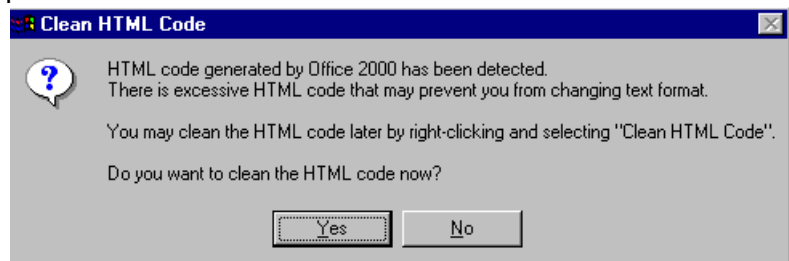 Clean HTML Code
HTML code generated by Office 2000 has been detected.
There is excessive HTML code that may prevent you from changing text format.
You may clean the HTML code later by right-clicking and selecting "Clean HTML Code".
Do you want to clean the HTML code now?
Yes
No